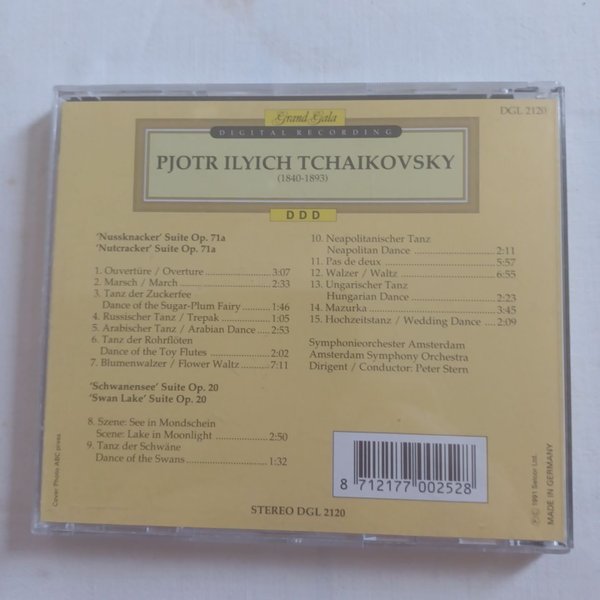 Grand Gala
DGL 2120
DIGITAL RECORDING
PJOTR ILYICH TCHAIKOVSKY
(1840-1893)
DDD
'Nussknacker' Suite Op. 71a
'Nutcracker' Suite Op. 71a
1. Ouvertüre / Overture 3:07
2. Marsch / March 2:33
3. Tanz der Zuckerfee
Dance of the Sugar-Plum Fairy 1:46
4. Russischer Tanz / Trepak 1:05
5. Arabischer Tanz / Arabian Dance 2:53
6. Tanz der Rohrflöten
Dance of the Toy Flutes 2:02
7. Blumenwalzer / Flower Waltz 7:11
'Schwanensee' Suite Op. 20
'Swan Lake' Suite Op. 20
8. Szene: See in Mondschein
Scene: Lake in Moonlight 2:50
9. Tanz der Schwäne
Dance of the Swans 1:32
10. Neapolitanischer Tanz
Neapolitan Dance 2:11
11. Pas de deux 5:57
12. Walzer / Waltz 6:55
13. Ungarischer Tanz
Hungarian Dance 2:23
14. Mazurka 3:45
15. Hochzeitstanz / Wedding Dance 2:09
Symphonieorchester Amsterdam
Amsterdam Symphony Orchestra
Dirigent / Conductor: Peter Stern
8 712177 002528
STEREO DGL 2120
Cover Photo ABC press
℗ © 1991 Sencor Ltd.
MADE IN GERMANY